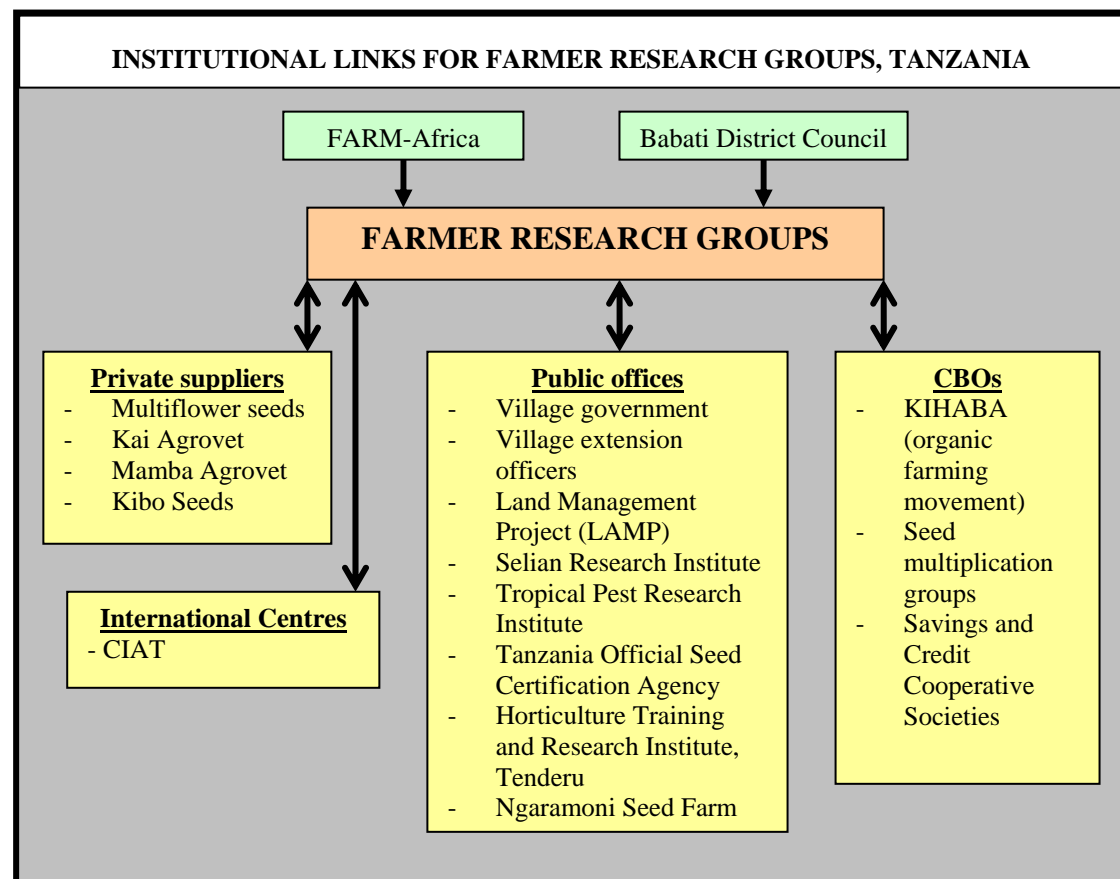 INSTITUTIONAL LINKS FOR FARMER RESEARCH GROUPS, TANZANIA
FARM-Africa
Babati District Council
FARMER RESEARCH GROUPS
Private suppliers
- Multiflower seeds
- Kai Agrovet
- Mamba Agrovet
- Kibo Seeds
International Centres
- CIAT
Public offices
- Village government
- Village extension
officers
- Land Management
Project (LAMP)
- Selian Research Institute
- Tropical Pest Research
Institute
- Tanzania Official Seed
Certification Agency
- Horticulture Training
and Research Institute,
Tenderu
- Ngaramoni Seed Farm
CBOs
- KIHABA
(organic
farming
movement)
- Seed
multiplication
groups
- Savings and
Credit
Cooperative
Societies